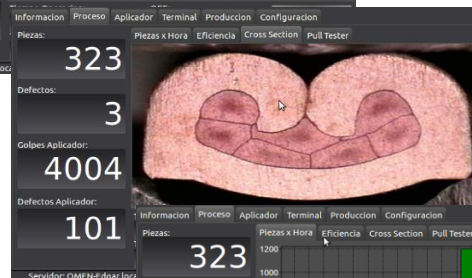 Informacion Proceso Aplicador Terminal Produccion Configuracion
Piezas:
323
Piezas x Hora Eficiencia Cross Section Pull Tester
Defectos:
3
Golpes Aplicador:
4004
Defectos Aplicador:
101
Informacion Proceso Aplicador Terminal Produccion Configuracion
Piezas:
323
Piezas x Hora Eficiencia Cross Section Pull Tester
1200
1000
Servidor: OMEN-Edgar.loca